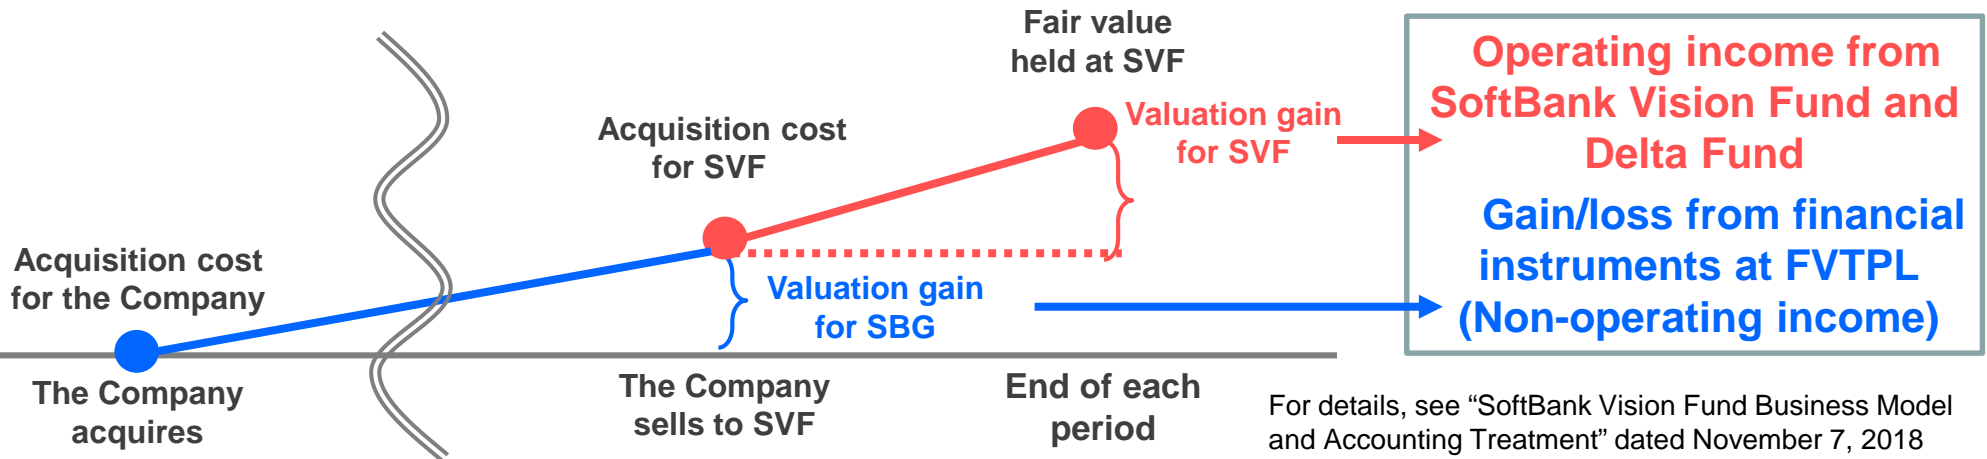 Fair value
held at SVF
Acquisition cost
for SVF
Valuation gain
for SVF
Operating income from
SoftBank Vision Fund and
Delta Fund
Acquisition cost
for the Company
Valuation gain
for SBG
Gain/loss from financial
instruments at FVTPL
(Non-operating income)
The Company
acquires
The Company
sells to SVF
End of each
period
For details, see “SoftBank Vision Fund Business Model
and Accounting Treatment” dated November 7, 2018